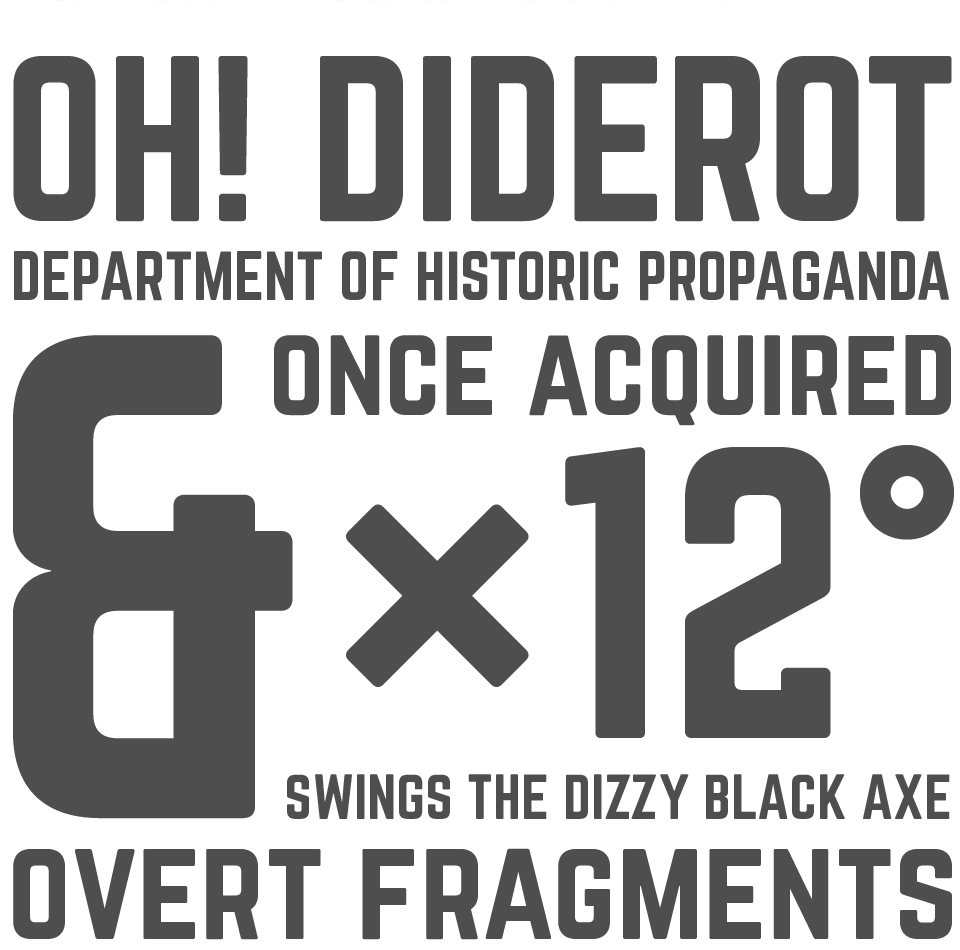 OH! DIDEROT
DEPARTMENT OF HISTORIC PROPAGANDA
& ONCE ACQUIRED
×12°
SWINGS THE DIZZY BLACK AXE
OVERT FRAGMENTS